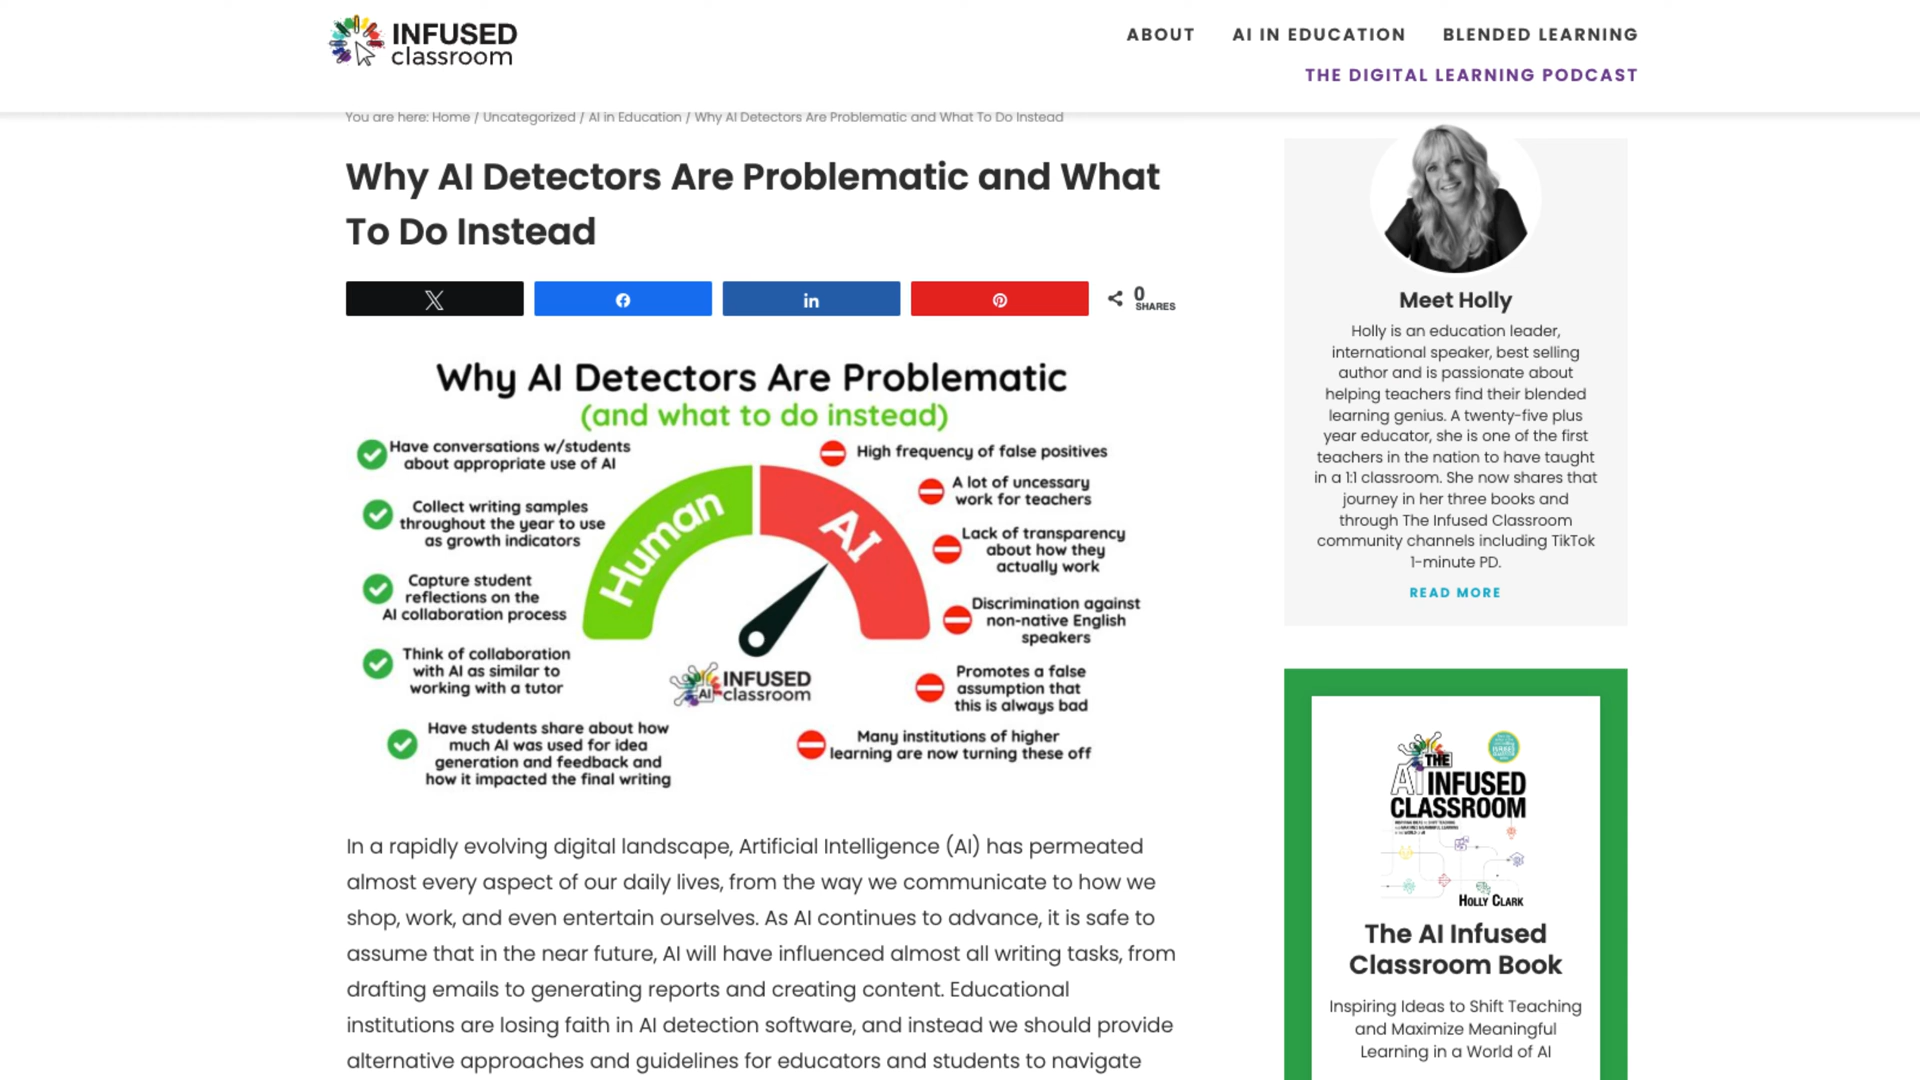 INFUSED
classroom
ABOUT
AI IN EDUCATION
BLENDED LEARNING
THE DIGITAL LEARNING PODCAST
You are here: Home / Uncategorized / AI in Education / Why AI Detectors Are Problematic and What To Do Instead
Why AI Detectors Are Problematic and What
To Do Instead
in
0
SHARES
Why AI Detectors Are Problematic
(and what to do instead)
Have conversations w/students
about appropriate use of AI
Collect writing samples
throughout the year to use
as growth indicators
Capture student
reflections on the
AI collaboration process
Think of collaboration
with AI as similar to
working with a tutor
Have students share about how
much AI was used for idea
generation and feedback and
how it impacted the final writing
Human
AI
AI
INFUSED
classroom
High frequency of false positives
A lot of uncessary
work for teachers
Lack of transparency
about how they
actually work
Discrimination against
non-native English
speakers
Promotes a false
assumption that
this is always bad
Many institutions of higher
learning are now turning these off
In a rapidly evolving digital landscape, Artificial Intelligence (AI) has permeated
almost every aspect of our daily lives, from the way we communicate to how we
shop, work, and even entertain ourselves. As AI continues to advance, it is safe to
assume that in the near future, AI will have influenced almost all writing tasks, from
drafting emails to generating reports and creating content. Educational
institutions are losing faith in AI detection software, and instead we should provide
alternative approaches and guidelines for educators and students to navigate
Meet Holly
Holly is an education leader,
international speaker, best selling
author and is passionate about
helping teachers find their blended
learning genius. A twenty-five plus
year educator, she is one of the first
teachers in the nation to have taught
in a 1:1 classroom. She now shares that
journey in her three books and
through The Infused Classroom
community channels including TikTok
1-minute PD.
READ MORE
THE
AI INFUSED
CLASSROOM
HOLLY CLARK
The AI Infused
Classroom Book
Inspiring Ideas to Shift Teaching
and Maximize Meaningful
Learning in a World of AI